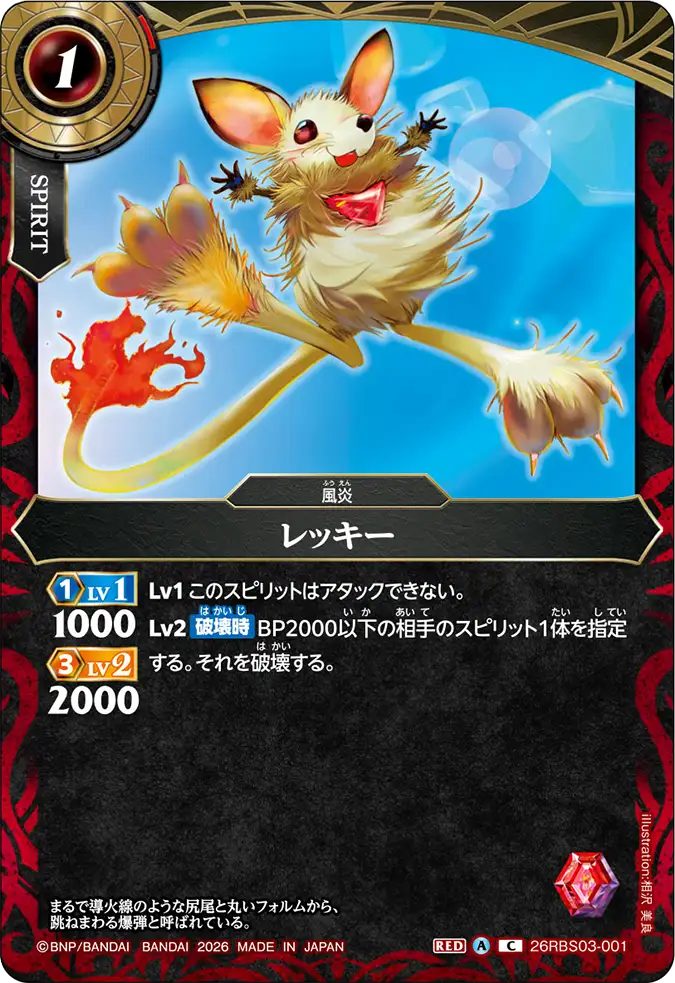 1
SPIRIT
風炎
レッキー
1 LV1 1000
Lv1 このスピリットはアタックできない。
Lv2 破壊時 BP2000以下の相手のスピリット1体を指定
する。それを破壊する。
3 LV2 2000
まるで導火線のような尻尾と丸いフォルムから、
跳ねまわる爆弾と呼ばれている。
illustration:相沢 美良
©BNP/BANDAI BANDAI 2026 MADE IN JAPAN
RED A C 26RBS03-001